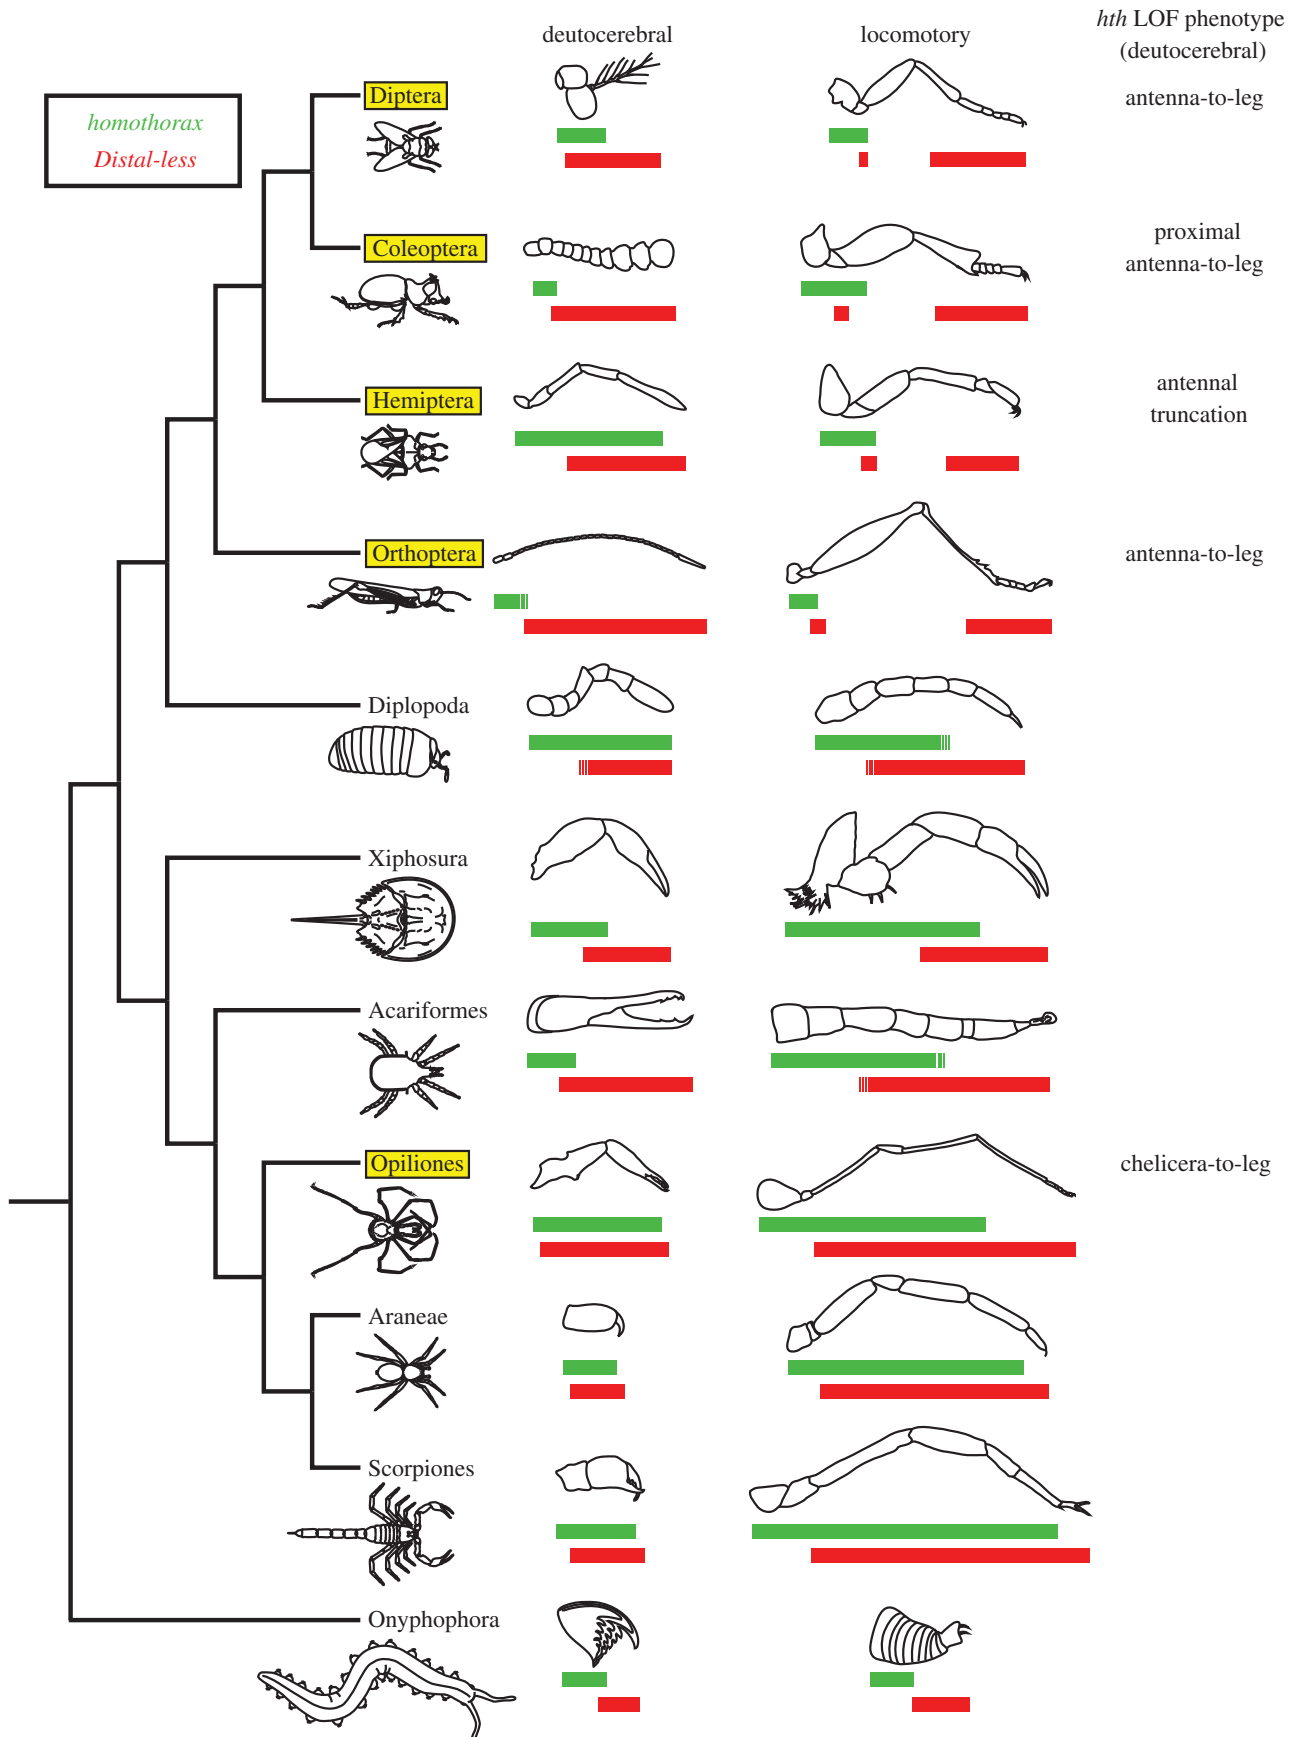 deutocerebral
locomotory
hth LOF phenotype
(deutocerebral)
homothorax
Distal-less
Diptera
antenna-to-leg
Coleoptera
proximal
antenna-to-leg
Hemiptera
antennal
truncation
Orthoptera
antenna-to-leg
Diplopoda
Xiphosura
Acariformes
Opiliones
chelicera-to-leg
Araneae
Scorpiones
Onyphophora